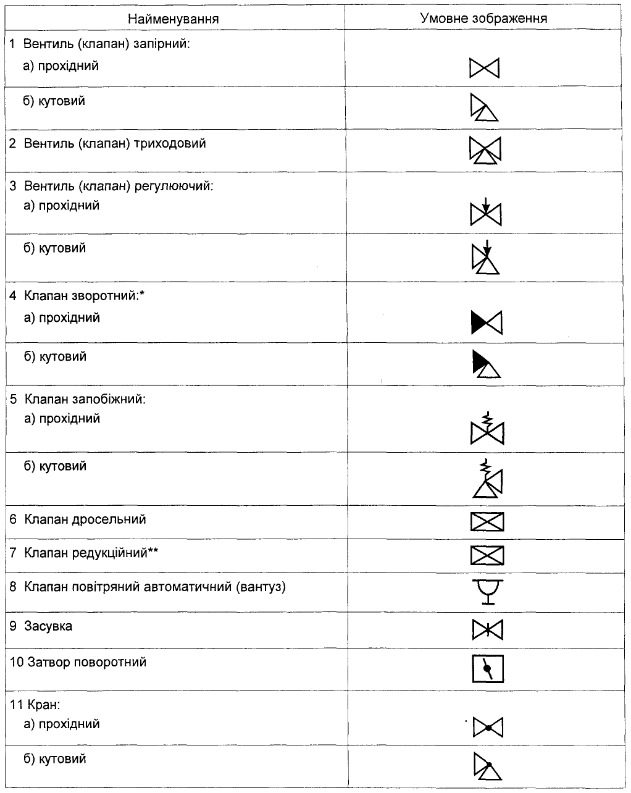 Найменування Умовне зображення
1 Вентиль (клапан) запірний:
а) прохідний
б) кутовий
2 Вентиль (клапан) триходовий
3 Вентиль (клапан) регулюючий:
а) прохідний
б) кутовий
4 Клапан зворотний:*
а) прохідний
б) кутовий
5 Клапан запобіжний:
а) прохідний
б) кутовий
6 Клапан дросельний
7 Клапан редукційний**
8 Клапан повітряний автоматичний (вантуз)
9 Засувка
10 Затвор поворотний
11 Кран:
а) прохідний
б) кутовий